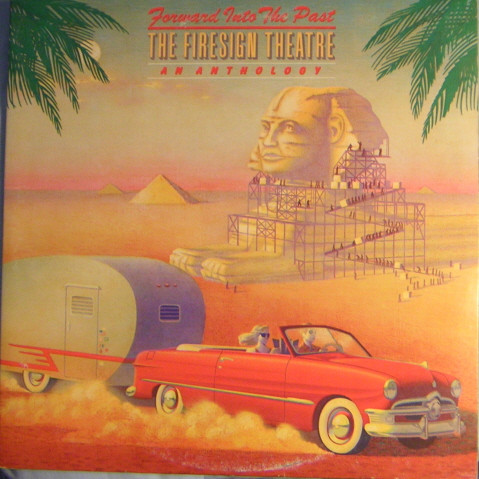 Forward Into The Past
THE FIRESIGN THEATRE
AN ANTHOLOGY